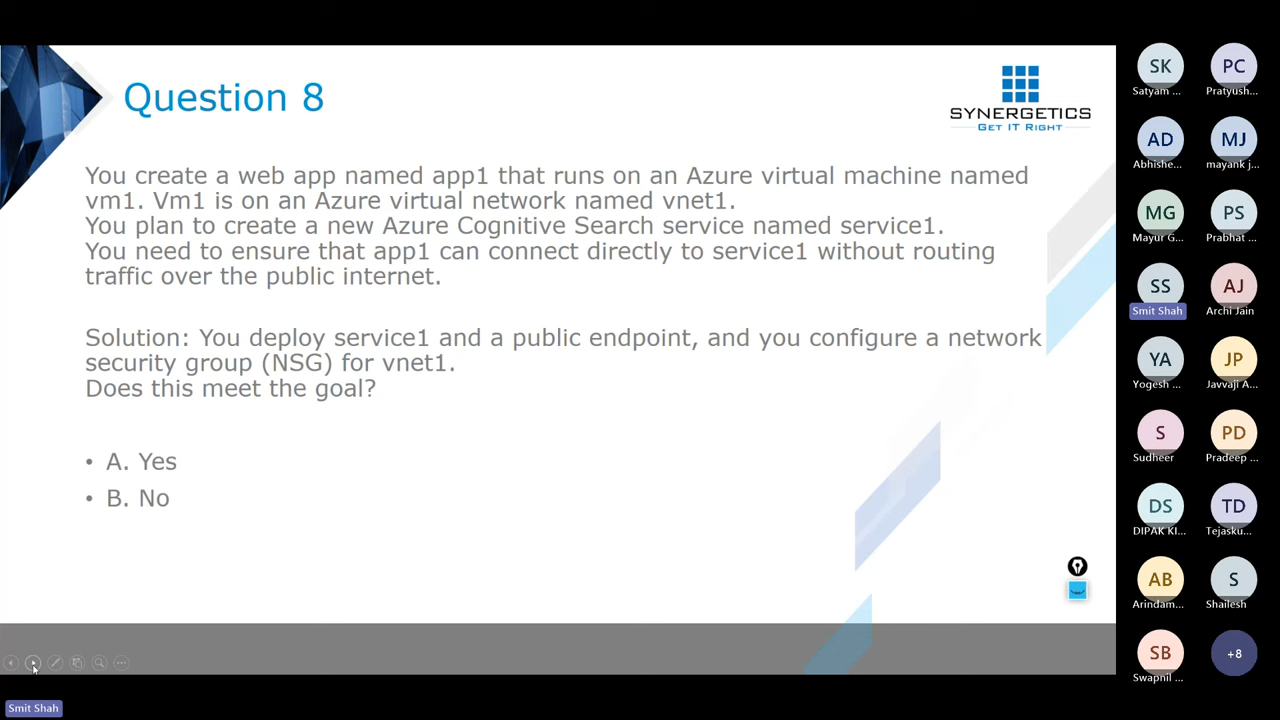 Question 8
SYNERGETICS
GET IT RIGHT
You create a web app named app1 that runs on an Azure virtual machine named
vm1. Vm1 is on an Azure virtual network named vnet1.
You plan to create a new Azure Cognitive Search service named service1.
You need to ensure that app1 can connect directly to service1 without routing
traffic over the public internet.
Solution: You deploy service1 and a public endpoint, and you configure a network
security group (NSG) for vnet1.
Does this meet the goal?
• A. Yes
• B. No
SK PC
Satyam ... Pratyush...
AD MJ
Abhishe... mayank j...
MG PS
Mayur G... Prabhat ...
SS AJ
Smit Shah Archi Jain
YA JP
Yogesh ... Javvaji A...
S PD
Sudheer Pradeep ...
DS TD
DIPAK KI... Tejasku...
AB S
Arindam... Shailesh
SB +8
Swapnil ...
Smit Shah